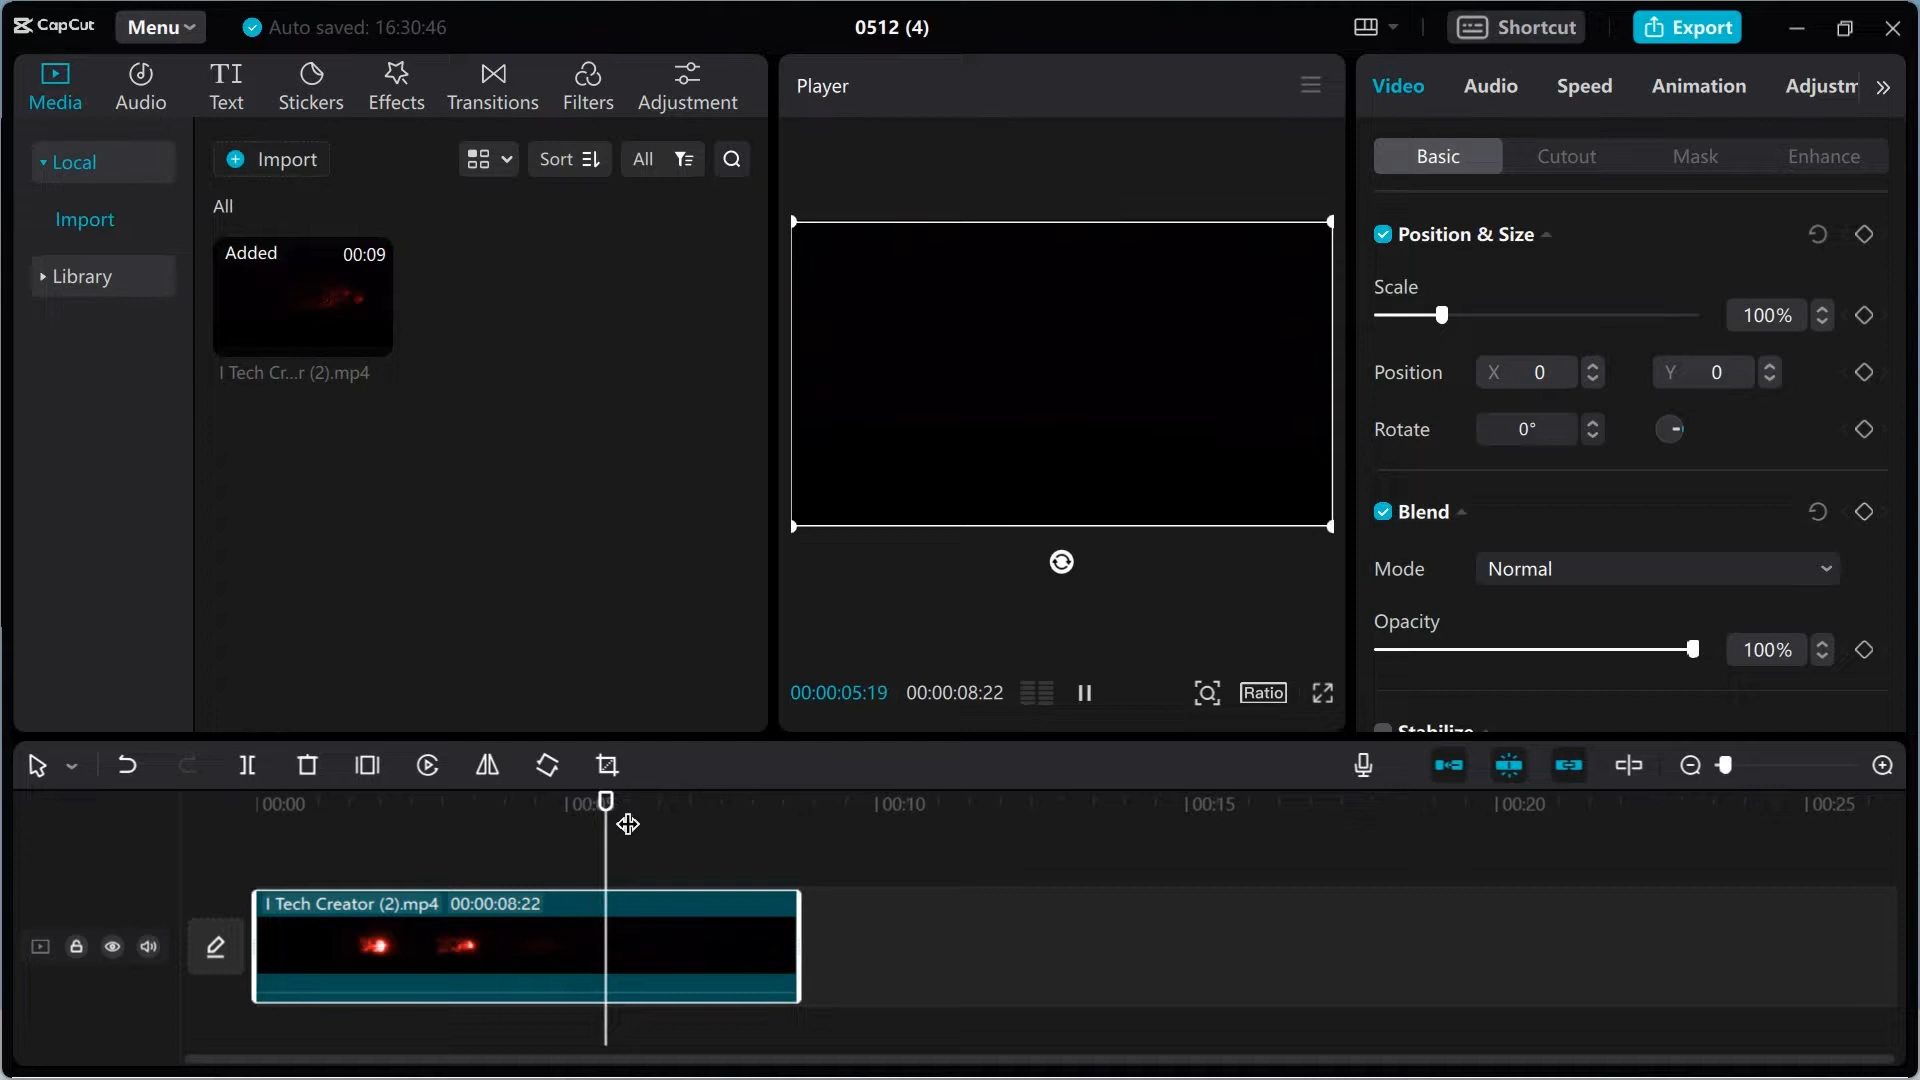 CapCut
Menu
Auto saved: 16:30:46
0512 (4)
Shortcut
Export
Media
Audio
Text
Stickers
Effects
Transitions
Filters
Adjustment
Local
Import
Library
Import
Sort
All
All
Added
00:09
I Tech Cr...r (2).mp4
Player
00:00:05:19
00:00:08:22
Ratio
Video
Audio
Speed
Animation
Adjustm
Basic
Cutout
Mask
Enhance
Position & Size
Scale
100%
Position
X 0
Y 0
Rotate
0°
Blend
Mode
Normal
Opacity
100%
Stabilize
00:00
00:10
00:15
00:20
00:25
I Tech Creator (2).mp4 00:00:08:22